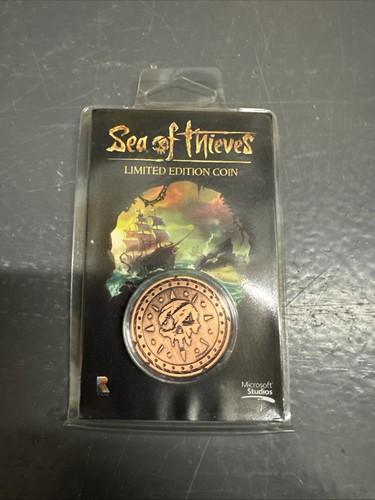 Sea of Thieves
LIMITED EDITION COIN
R
Microsoft
Studios